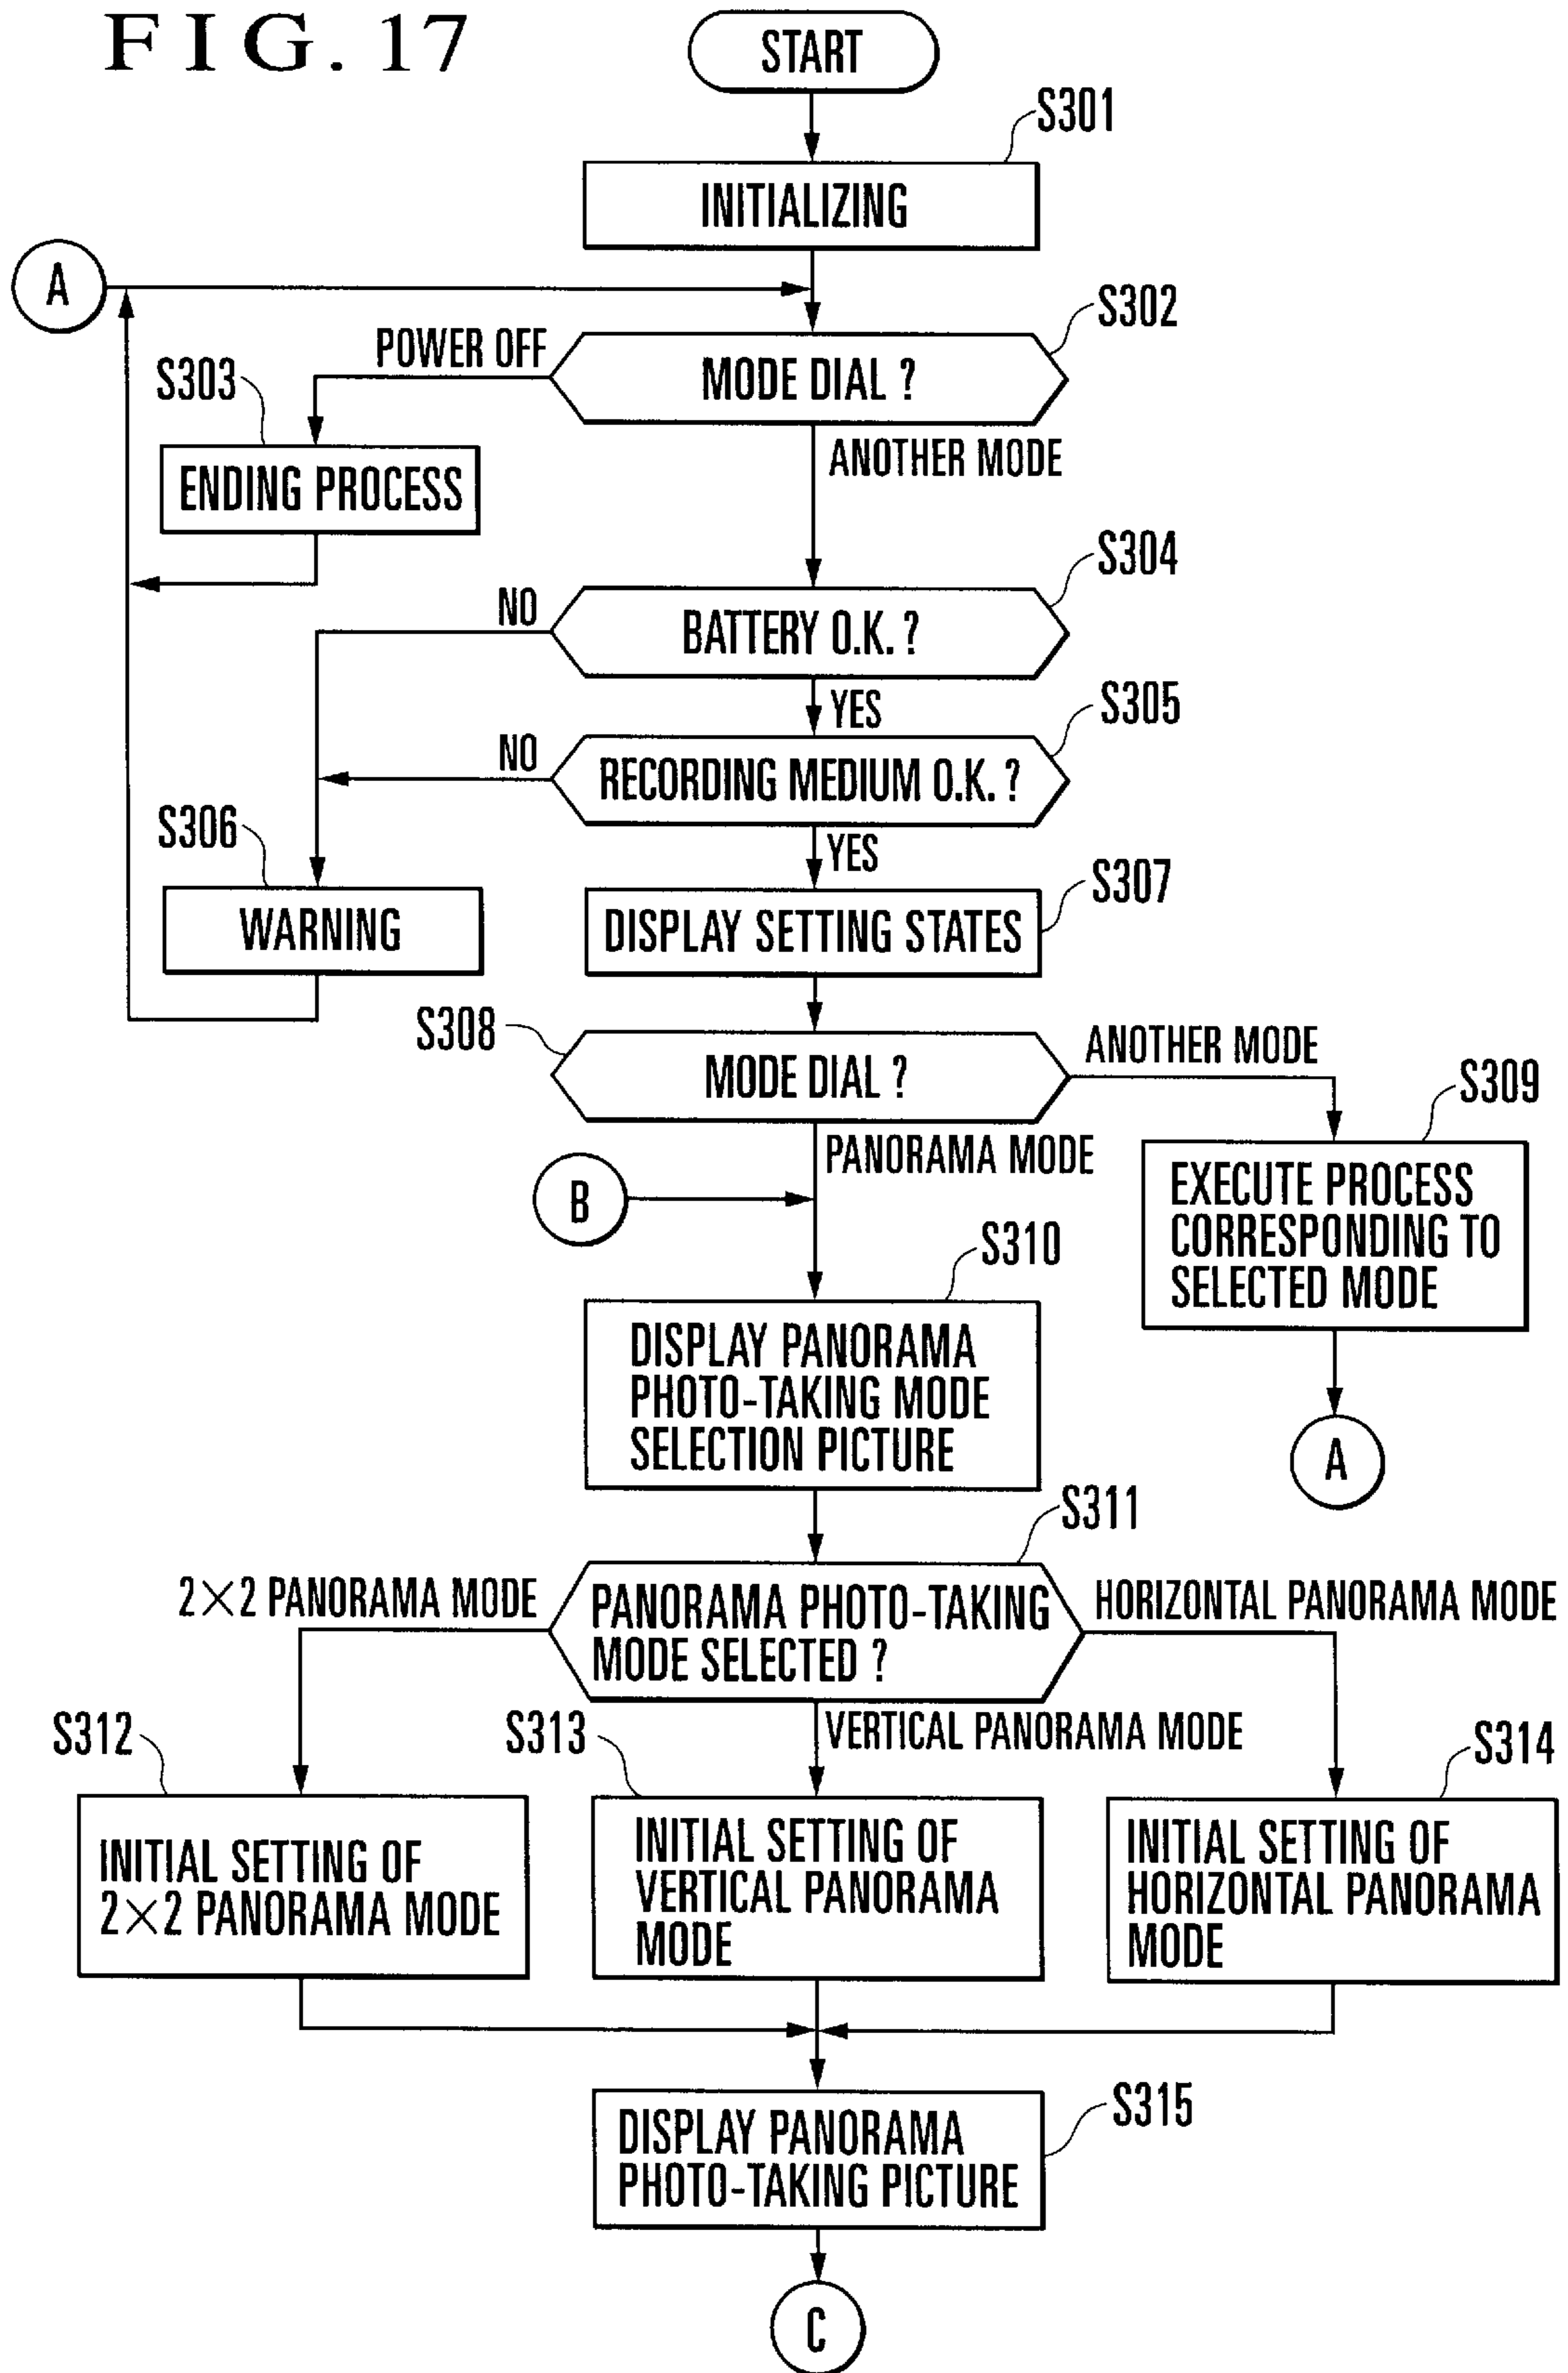 FIG. 17
START
S301
INITIALIZING
A
S302
POWER OFF
MODE DIAL ?
S303
ANOTHER MODE
ENDING PROCESS
S304
NO
BATTERY O.K. ?
YES
S305
NO
RECORDING MEDIUM O.K. ?
S306
YES
S307
WARNING
DISPLAY SETTING STATES
S308
ANOTHER MODE
MODE DIAL ?
S309
PANORAMA MODE
B
EXECUTE PROCESS
CORRESPONDING TO
SELECTED MODE
S310
DISPLAY PANORAMA
PHOTO-TAKING MODE
SELECTION PICTURE
A
S311
2×2 PANORAMA MODE
PANORAMA PHOTO-TAKING
MODE SELECTED ?
HORIZONTAL PANORAMA MODE
S312
S313
VERTICAL PANORAMA MODE
S314
INITIAL SETTING OF
2×2 PANORAMA MODE
INITIAL SETTING OF
VERTICAL PANORAMA
MODE
INITIAL SETTING OF
HORIZONTAL PANORAMA
MODE
S315
DISPLAY PANORAMA
PHOTO-TAKING PICTURE
C